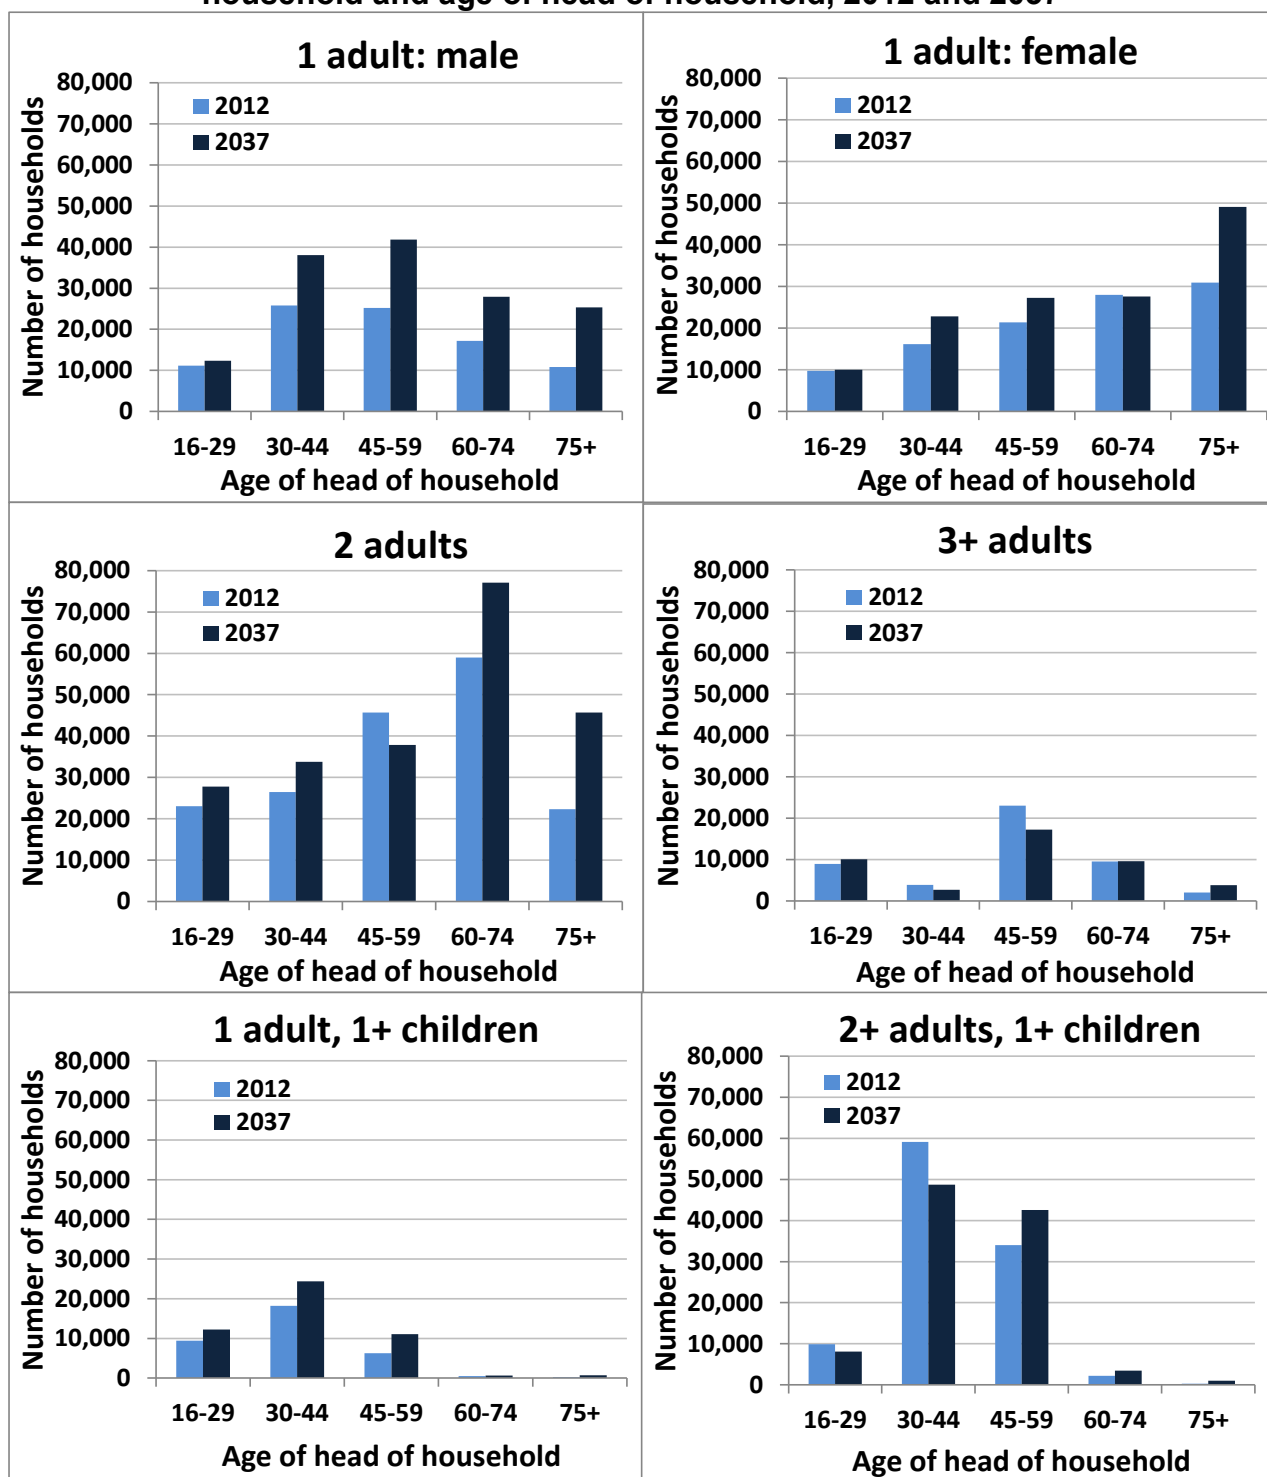 household and age of head of household, 2012 and 2037
1 adult: male
80,000
70,000
60,000
50,000
40,000
30,000
20,000
10,000
0
Number of households
2012
2037
16-29 30-44 45-59 60-74 75+
Age of head of household
1 adult: female
80,000
70,000
60,000
50,000
40,000
30,000
20,000
10,000
0
Number of households
2012
2037
16-29 30-44 45-59 60-74 75+
Age of head of household
2 adults
80,000
70,000
60,000
50,000
40,000
30,000
20,000
10,000
0
Number of households
2012
2037
16-29 30-44 45-59 60-74 75+
Age of head of household
3+ adults
80,000
70,000
60,000
50,000
40,000
30,000
20,000
10,000
0
Number of households
2012
2037
16-29 30-44 45-59 60-74 75+
Age of head of household
1 adult, 1+ children
80,000
70,000
60,000
50,000
40,000
30,000
20,000
10,000
0
Number of households
2012
2037
16-29 30-44 45-59 60-74 75+
Age of head of household
2+ adults, 1+ children
80,000
70,000
60,000
50,000
40,000
30,000
20,000
10,000
0
Number of households
2012
2037
16-29 30-44 45-59 60-74 75+
Age of head of household